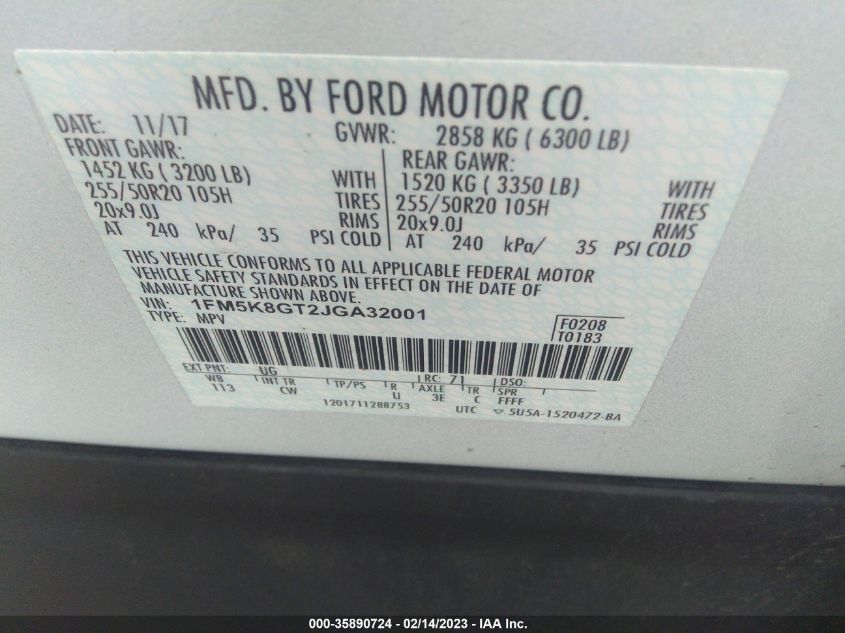 MFD. BY FORD MOTOR CO.
DATE: 11/17
GVWR: 2858 KG ( 6300 LB)
FRONT GAWR:
1452 KG ( 3200 LB) WITH
255/50R20 105H TIRES
20x9.0J RIMS
AT 240 kPa/ 35 PSI COLD
REAR GAWR:
1520 KG ( 3350 LB) WITH
255/50R20 105H TIRES
20x9.0J RIMS
AT 240 kPa/ 35 PSI COLD
THIS VEHICLE CONFORMS TO ALL APPLICABLE FEDERAL MOTOR
VEHICLE SAFETY STANDARDS IN EFFECT ON THE DATE OF
MANUFACTURE SHOWN ABOVE.
VIN: 1FM5K8GT2JGA32001
TYPE: MPV
F0208
T0183
EXT PNT: UG RC: 71 DSO:
WB INT TR TP/PS R AXLE TR SPR
113 CW U 3E C FFFF
1201711288753 UTC ▽ 5U5A-1520472-BA
000-35890724 - 02/14/2023 - IAA Inc.